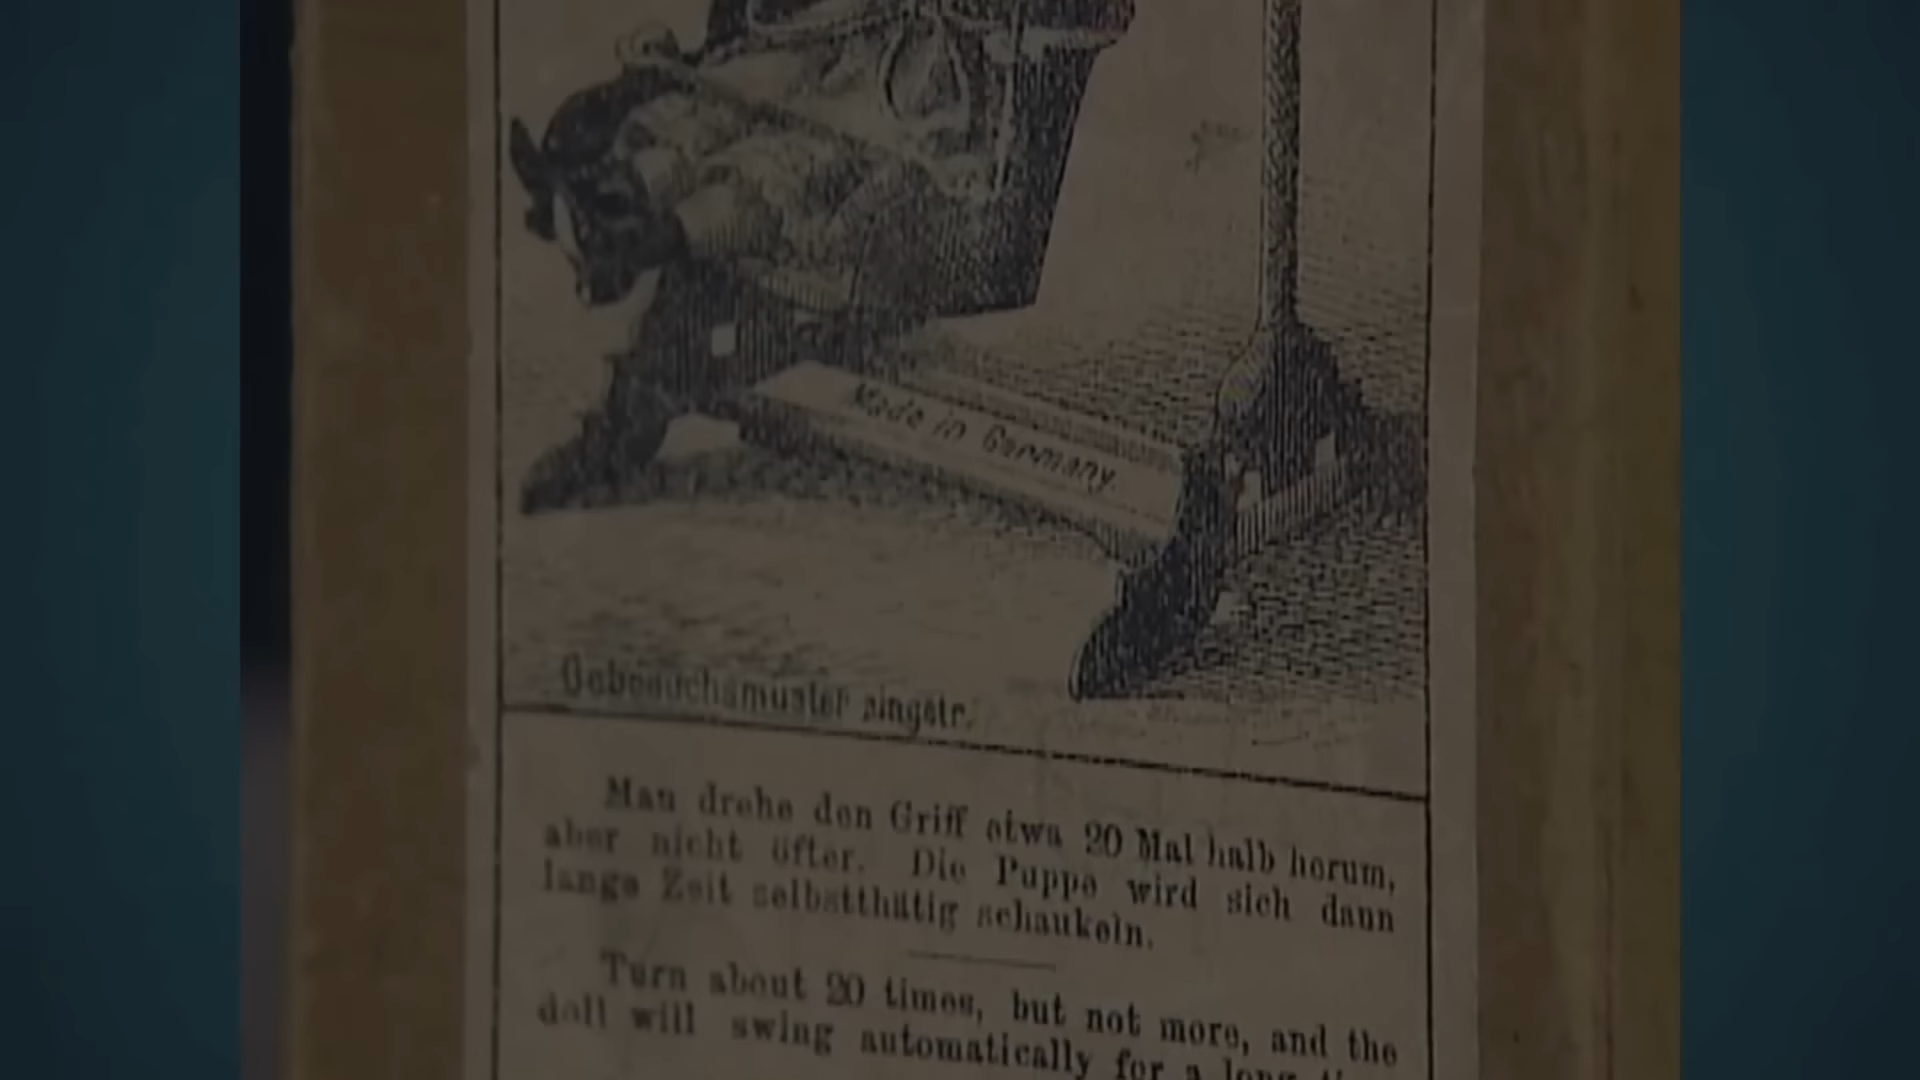 Made in Germany.
Gebrauchsmuster eingetr.
Man drehe den Griff etwa 20 Mal halb herum,
aber nicht öfter. Die Puppe wird sich dann
lange Zeit selbstthätig schaukeln.
Turn about 20 times, but not more, and the
doll will swing automatically for a long